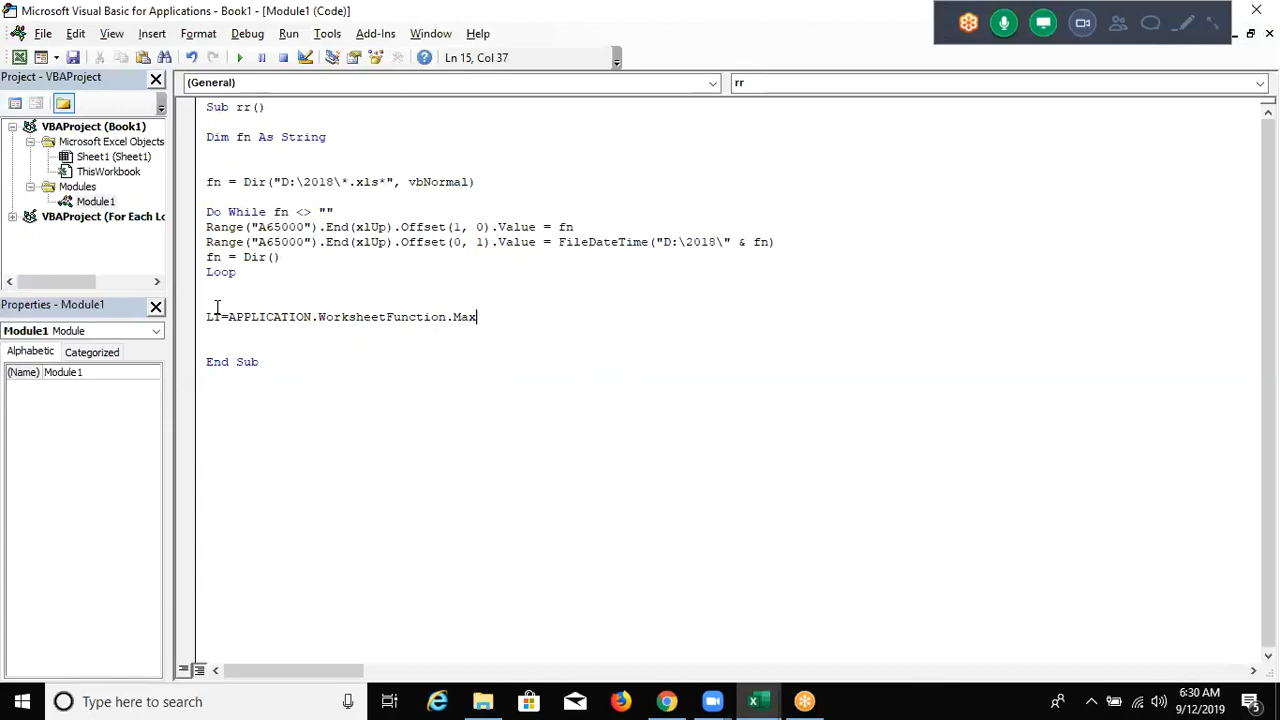 Microsoft Visual Basic for Applications - Book1 - [Module1 (Code)]
File Edit View Insert Format Debug Run Tools Add-Ins Window Help
Ln 15, Col 37
Project - VBAProject
(General)
rr
VBAProject (Book1)
Microsoft Excel Objects
Sheet1 (Sheet1)
ThisWorkbook
Modules
Module1
VBAProject (For Each Lo
Sub rr()
Dim fn As String
fn = Dir("D:\2018\*.xls*", vbNormal)
Do While fn <> ""
Range("A65000").End(xlUp).Offset(1, 0).Value = fn
Range("A65000").End(xlUp).Offset(0, 1).Value = FileDateTime("D:\2018\" & fn)
fn = Dir()
Loop
LT=APPLICATION.WorksheetFunction.Max
End Sub
Properties - Module1
Module1 Module
Alphabetic Categorized
(Name) Module1
Type here to search
6:30 AM
9/12/2019
5